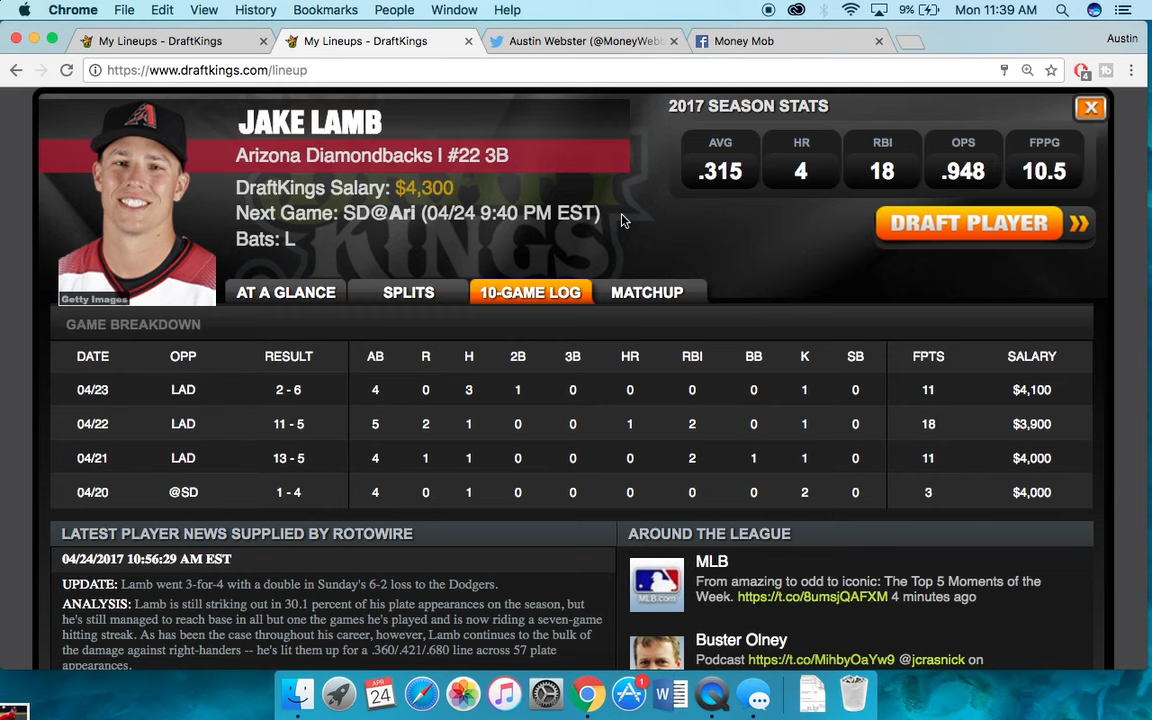 Chrome File Edit View History Bookmarks People Window Help 9% Mon 11:39 AM
My Lineups - DraftKings My Lineups - DraftKings Austin Webster (@MoneyWebb Money Mob Austin
https://www.draftkings.com/lineup 4
JAKE LAMB
Arizona Diamondbacks | #22 3B
DraftKings Salary: $4,300
Next Game: SD@Ari (04/24 9:40 PM EST)
Bats: L
Getty Images
2017 SEASON STATS X
AVG HR RBI OPS FPPG
.315 4 18 .948 10.5
DRAFT PLAYER
KINGS
AT A GLANCE SPLITS 10-GAME LOG MATCHUP
GAME BREAKDOWN
DATE OPP RESULT AB R H 2B 3B HR RBI BB K SB FPTS SALARY
04/23 LAD 2 - 6 4 0 3 1 0 0 0 0 1 0 11 $4,100
04/22 LAD 11 - 5 5 2 1 0 0 1 2 0 1 0 18 $3,900
04/21 LAD 13 - 5 4 1 1 0 0 0 2 1 1 0 11 $4,000
04/20 @SD 1 - 4 4 0 1 0 0 0 0 0 2 0 3 $4,000
LATEST PLAYER NEWS SUPPLIED BY ROTOWIRE
04/24/2017 10:56:29 AM EST
UPDATE: Lamb went 3-for-4 with a double in Sunday's 6-2 loss to the Dodgers.
ANALYSIS: Lamb is still striking out in 30.1 percent of his plate appearances on the season, but
he's still managed to reach base in all but one the games he's played and is now riding a seven-game
hitting streak. As has been the case throughout his career, however, Lamb continues to the bulk of
the damage against right-handers -- he's lit them up for a .360/.421/.680 line across 57 plate
appearances.
AROUND THE LEAGUE
MLB
From amazing to odd to iconic: The Top 5 Moments of the
Week. https://t.co/8umsjQAFXM 4 minutes ago
MLB.com
Buster Olney
Podcast https://t.co/MihbyOaYw9 @jcrasnick on
APR
24
1
W